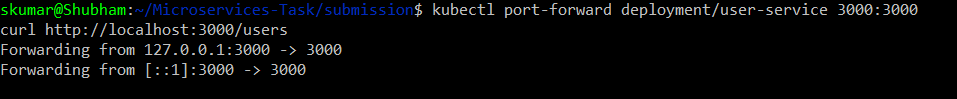 skumar@Shubham:~/Microservices-Task/submission$ kubectl port-forward deployment/user-service 3000:3000
curl http://localhost:3000/users
Forwarding from 127.0.0.1:3000 -> 3000
Forwarding from [::1]:3000 -> 3000